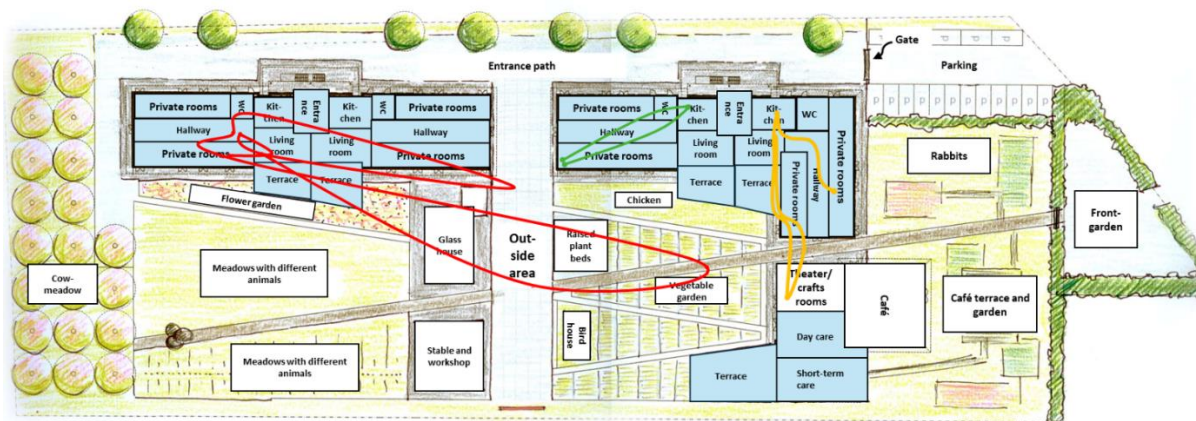 Entrance path
Gate
P P P P
Parking
P P P P P P P P P P P
Private rooms
WC
Kit-
chen
Entra
nce
Kit-
chen
WC
Private rooms
Hallway
Living
room
Living
room
Hallway
Private rooms
Private rooms
Terrace
Terrace
Flower garden
Private rooms
WC
Kit-
chen
Entra
nce
Kit-
chen
WC
Private rooms
Hallway
Living
room
Living
room
Private rooms
Hallway
Private rooms
Terrace
Terrace
Rabbits
Chicken
Front-
garden
Glass
house
Out-
side
area
Raised
plant
beds
Meadows with different
animals
Cow-
meadow
Vegetable garden
Theater/
crafts
rooms
Café
Café terrace and
garden
Bird
house
Day care
Meadows with different
animals
Stable and
workshop
Terrace
Short-term
care